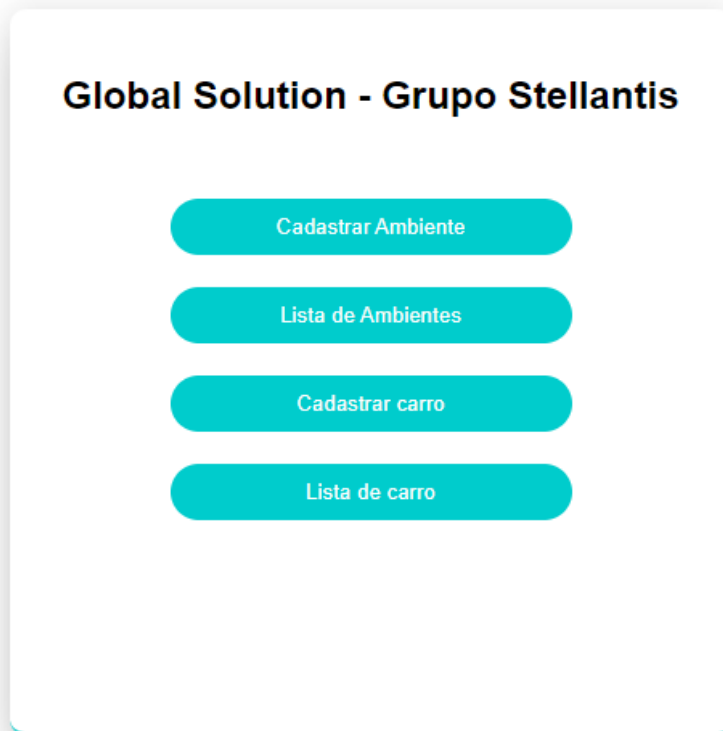 Global Solution - Grupo Stellantis
Cadastrar Ambiente
Lista de Ambientes
Cadastrar carro
Lista de carro